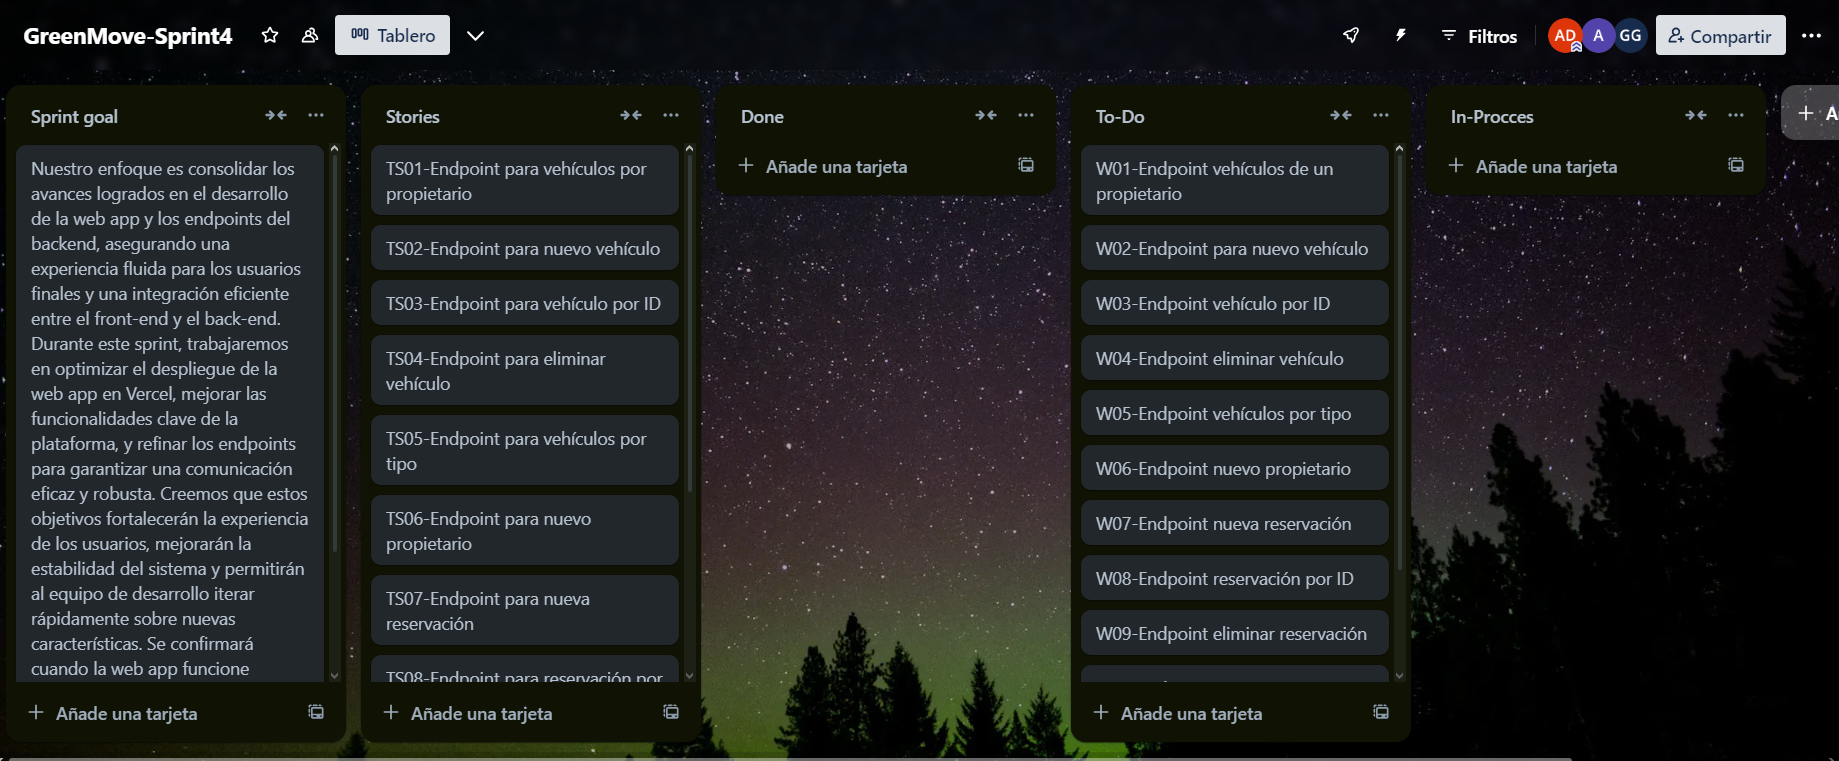 GreenMove-Sprint4
Tablero
Filtros
AD
A
GG
Compartir
Sprint goal
Nuestro enfoque es consolidar los
avances logrados en el desarrollo
de la web app y los endpoints del
backend, asegurando una
experiencia fluida para los usuarios
finales y una integración eficiente
entre el front-end y el back-end.
Durante este sprint, trabajaremos
en optimizar el despliegue de la
web app en Vercel, mejorar las
funcionalidades clave de la
plataforma, y refinar los endpoints
para garantizar una comunicación
eficaz y robusta. Creemos que estos
objetivos fortalecerán la experiencia
de los usuarios, mejorarán la
estabilidad del sistema y permitirán
al equipo de desarrollo iterar
rápidamente sobre nuevas
características. Se confirmará
cuando la web app funcione
Añade una tarjeta
Stories
TS01-Endpoint para vehículos por
propietario
TS02-Endpoint para nuevo vehículo
TS03-Endpoint para vehículo por ID
TS04-Endpoint para eliminar
vehículo
TS05-Endpoint para vehículos por
tipo
TS06-Endpoint para nuevo
propietario
TS07-Endpoint para nueva
reservación
TS08-Endpoint para reservación por
Añade una tarjeta
Done
Añade una tarjeta
To-Do
W01-Endpoint vehículos de un
propietario
W02-Endpoint para nuevo vehículo
W03-Endpoint vehículo por ID
W04-Endpoint eliminar vehículo
W05-Endpoint vehículos por tipo
W06-Endpoint nuevo propietario
W07-Endpoint nueva reservación
W08-Endpoint reservación por ID
W09-Endpoint eliminar reservación
Añade una tarjeta
In-Procces
Añade una tarjeta